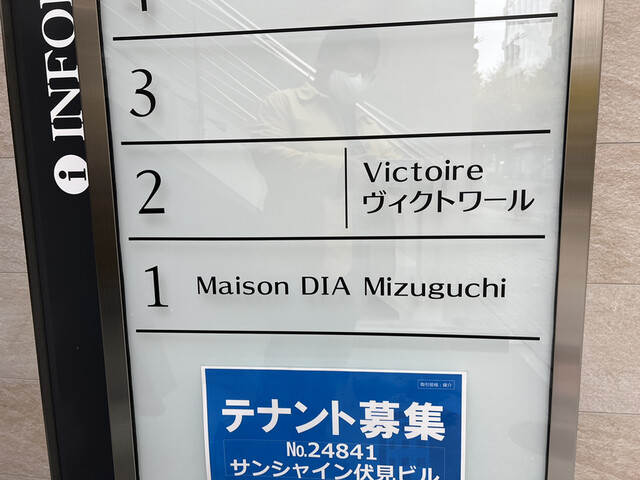 INFO
3
2
Victoire
ヴィクトワール
1 Maison DIA Mizuguchi
テナント募集
No.24841
サンシャイン伏見ビル